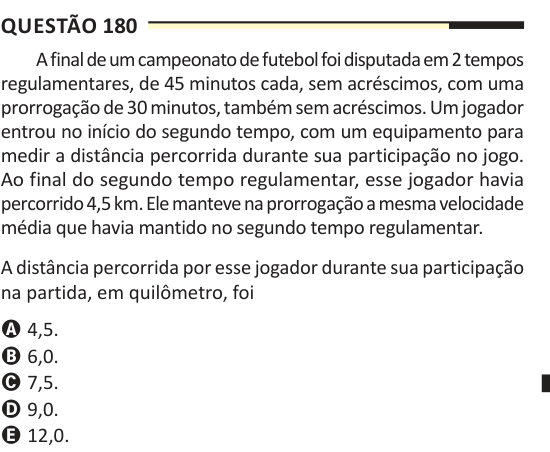 QUESTÃO 180
A final de um campeonato de futebol foi disputada em 2 tempos
regulamentares, de 45 minutos cada, sem acréscimos, com uma
prorrogação de 30 minutos, também sem acréscimos. Um jogador
entrou no início do segundo tempo, com um equipamento para
medir a distância percorrida durante sua participação no jogo.
Ao final do segundo tempo regulamentar, esse jogador havia
percorrido 4,5 km. Ele manteve na prorrogação a mesma velocidade
média que havia mantido no segundo tempo regulamentar.
A distância percorrida por esse jogador durante sua participação
na partida, em quilômetro, foi
A 4,5.
B 6,0.
C 7,5.
D 9,0.
E 12,0.